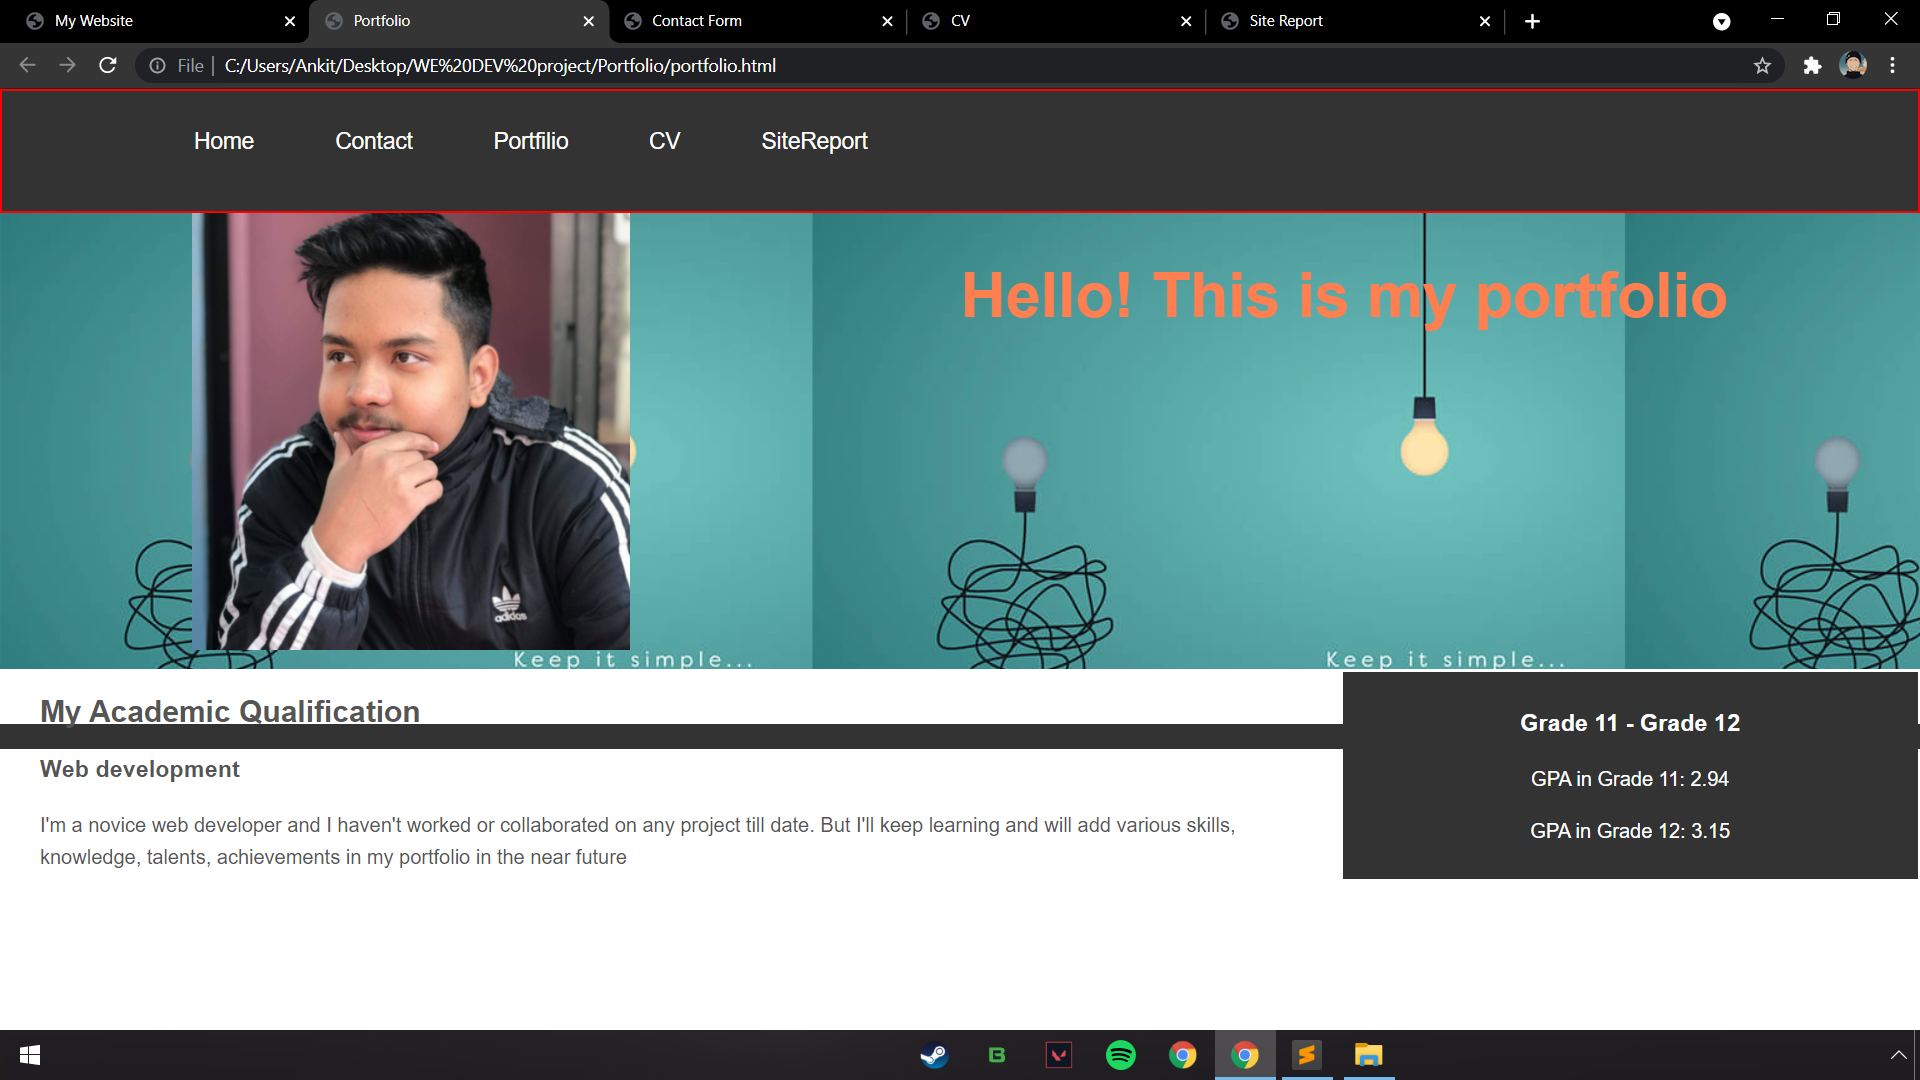 My Website
Portfolio
Contact Form
CV
Site Report
File
C:/Users/Ankit/Desktop/WE%20DEV%20project/Portfolio/portfolio.html
Home
Contact
Portfilio
CV
SiteReport
Hello! This is my portfolio
adidas
Keep it simple...
Keep it simple...
My Academic Qualification
Web development
I'm a novice web developer and I haven't worked or collaborated on any project till date. But I'll keep learning and will add various skills,
knowledge, talents, achievements in my portfolio in the near future
Grade 11 - Grade 12
GPA in Grade 11: 2.94
GPA in Grade 12: 3.15